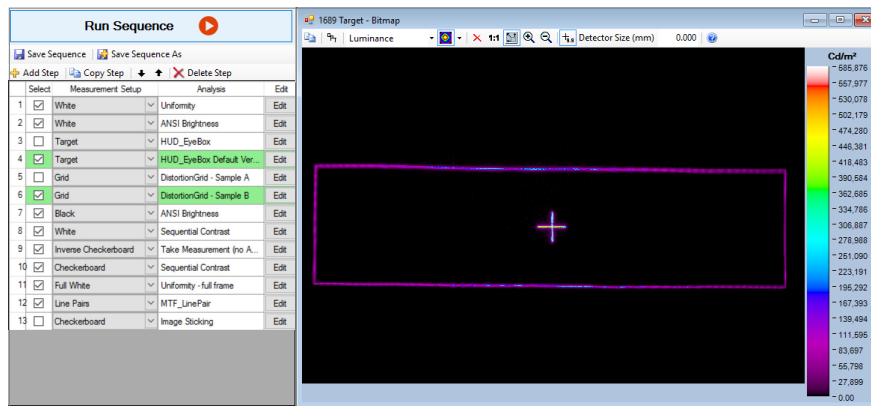 Run Sequence
Save Sequence Save Sequence As
Add Step Copy Step Delete Step
Select Measurement Setup Analysis Edit
1 White Uniformity Edit
2 White ANSI Brightness Edit
3 Target HUD_EyeBox Edit
4 Target HUD_EyeBox Default Ver... Edit
5 Grid DistortionGrid - Sample A Edit
6 Grid DistortionGrid - Sample B Edit
7 Black ANSI Brightness Edit
8 White Sequential Contrast Edit
9 Inverse Checkerboard Take Measurement (no A... Edit
10 Checkerboard Sequential Contrast Edit
11 Full White Uniformity - full frame Edit
12 Line Pairs MTF_LinePair Edit
13 Checkerboard Image Sticking Edit
1689 Target - Bitmap
Luminance 1:1 Detector Size (mm) 0.000
Cd/m²
685,876
657,977
630,078
602,179
474,280
446,381
418,483
390,584
362,685
334,786
306,887
278,988
251,090
223,191
195,292
167,393
139,494
111,595
83,697
55,798
27,899
0.00